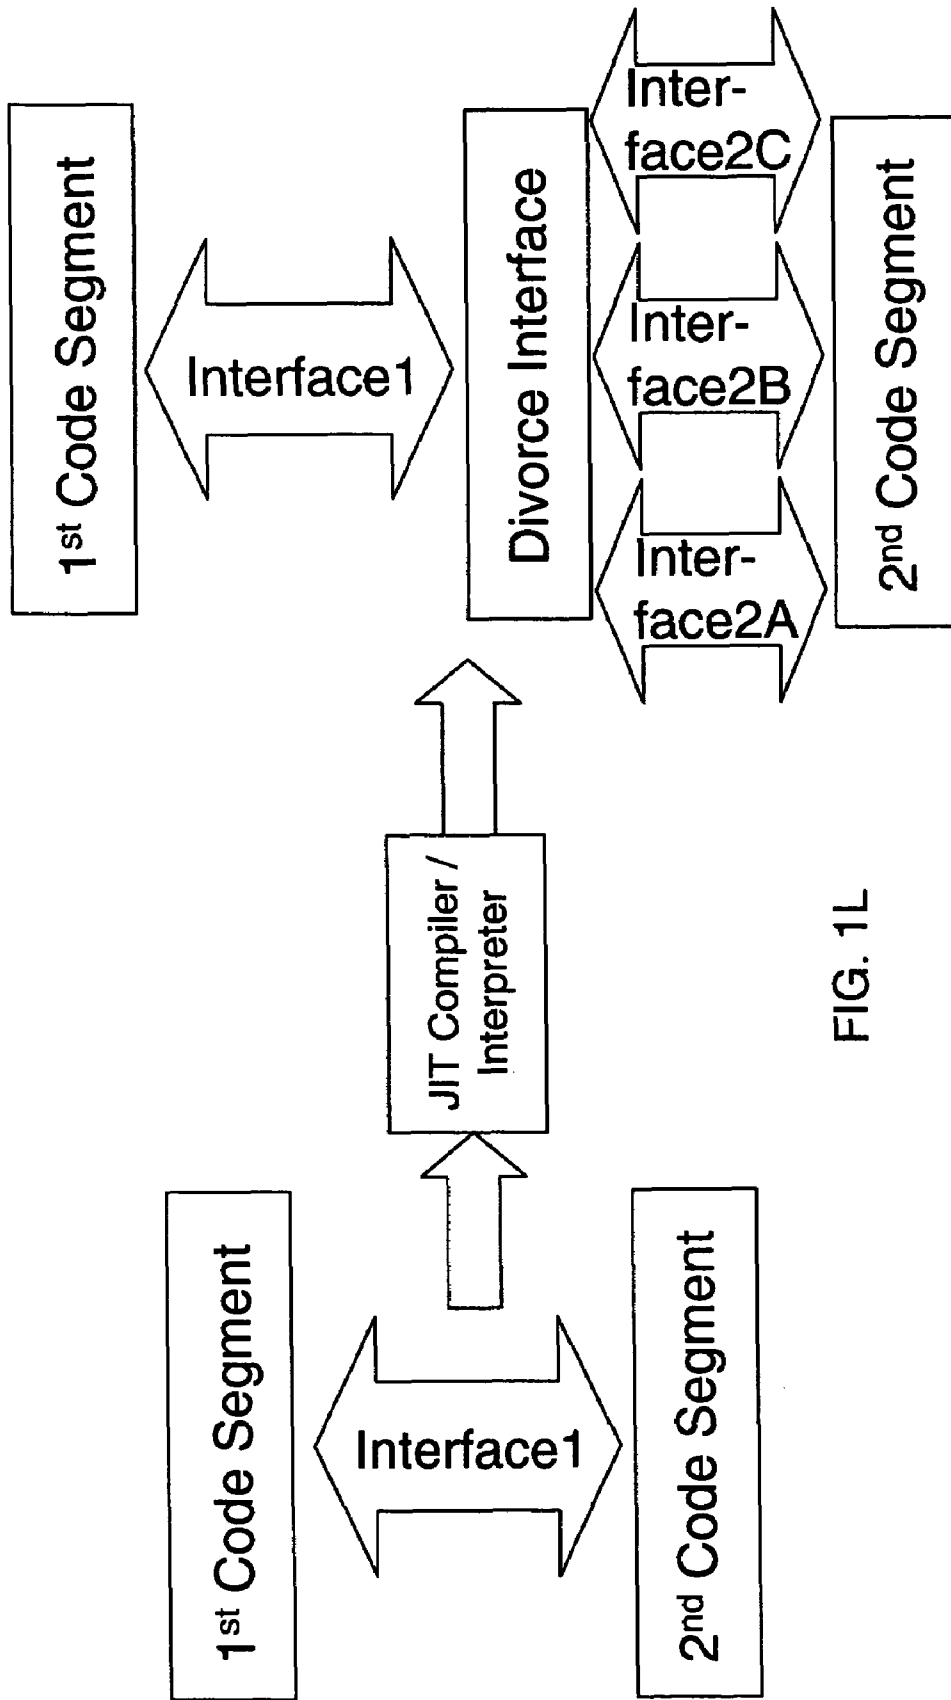 1st Code Segment
Interface1
2nd Code Segment
JIT Compiler /
Interpreter
1st Code Segment
Interface1
Divorce Interface
Inter-
face2A
Inter-
face2B
Inter-
face2C
2nd Code Segment
FIG. 1L